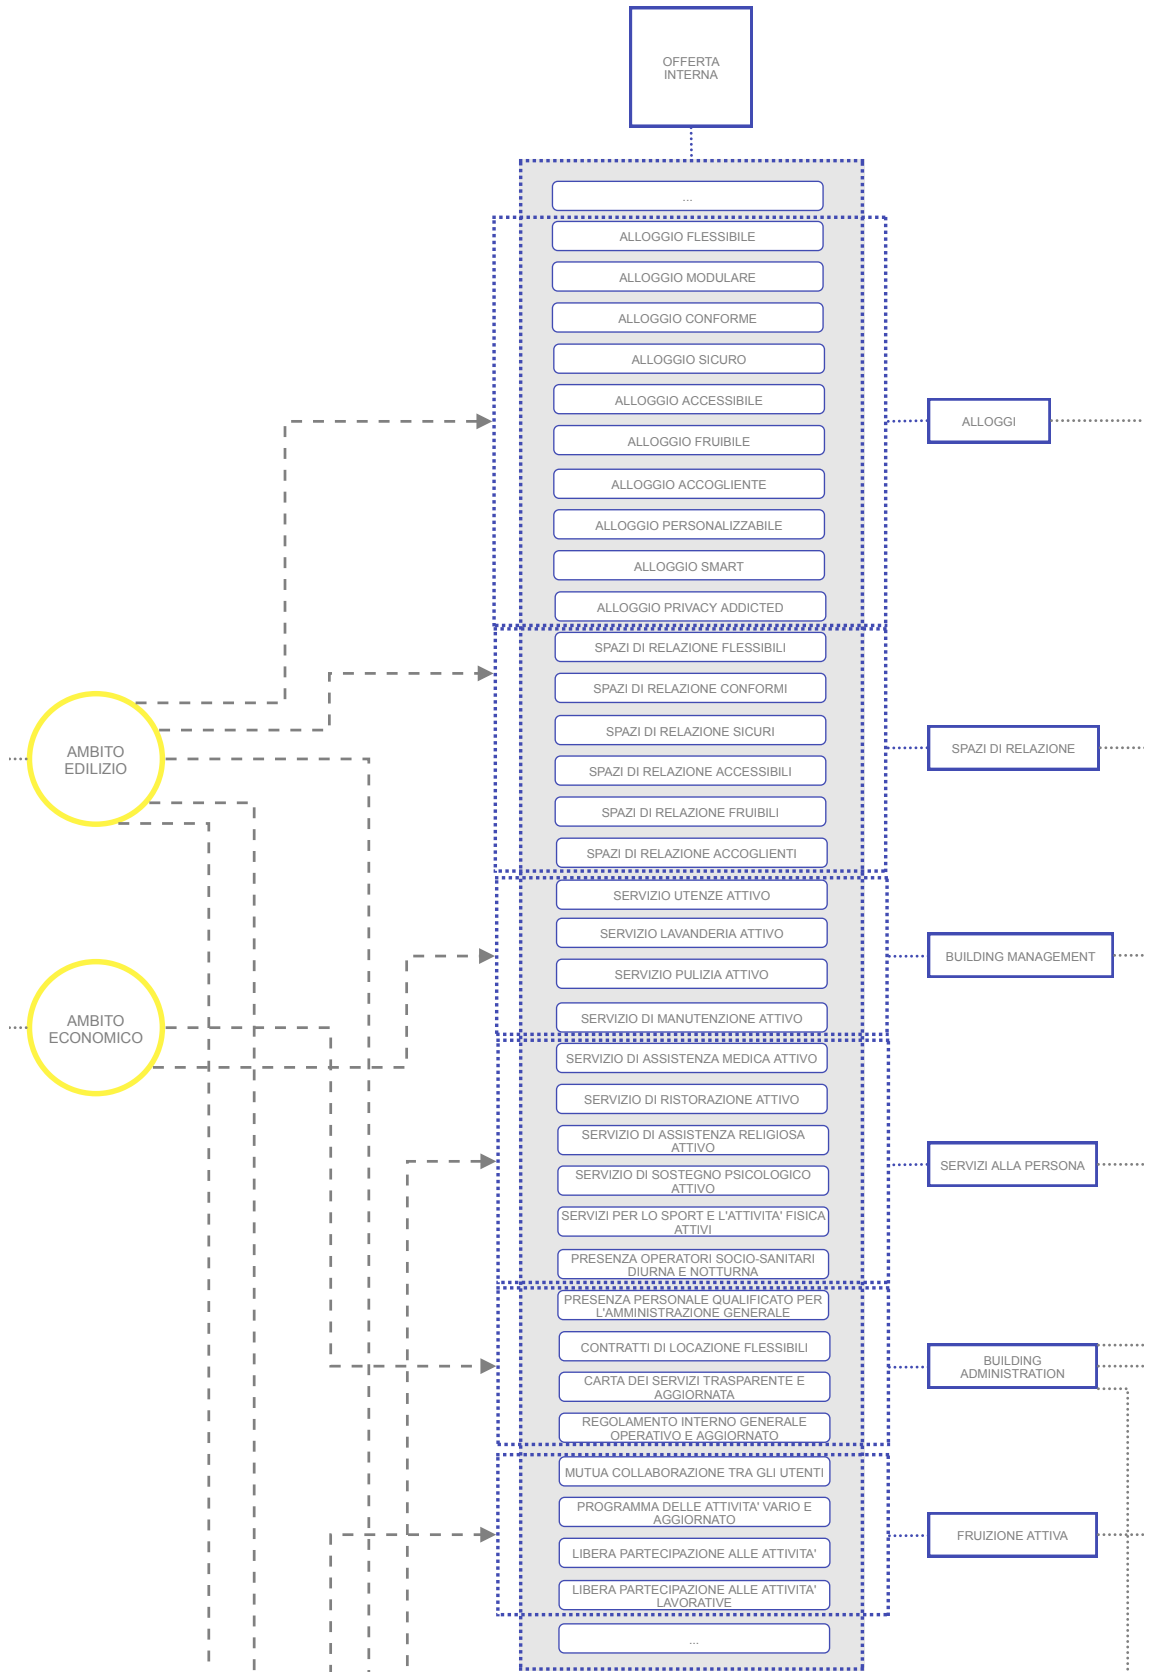 OFFERTA
INTERNA
...
ALLOGGIO FLESSIBILE
ALLOGGIO MODULARE
ALLOGGIO CONFORME
ALLOGGIO SICURO
ALLOGGIO ACCESSIBILE
ALLOGGIO FRUIBILE
ALLOGGIO ACCOGLIENTE
ALLOGGIO PERSONALIZZABILE
ALLOGGIO SMART
ALLOGGIO PRIVACY ADDICTED
ALLOGGI
SPAZI DI RELAZIONE FLESSIBILI
SPAZI DI RELAZIONE CONFORMI
SPAZI DI RELAZIONE SICURI
SPAZI DI RELAZIONE ACCESSIBILI
SPAZI DI RELAZIONE FRUIBILI
SPAZI DI RELAZIONE ACCOGLIENTI
SPAZI DI RELAZIONE
AMBITO
EDILIZIO
SERVIZIO UTENZE ATTIVO
SERVIZIO LAVANDERIA ATTIVO
SERVIZIO PULIZIA ATTIVO
SERVIZIO DI MANUTENZIONE ATTIVO
BUILDING MANAGEMENT
AMBITO
ECONOMICO
SERVIZIO DI ASSISTENZA MEDICA ATTIVO
SERVIZIO DI RISTORAZIONE ATTIVO
SERVIZIO DI ASSISTENZA RELIGIOSA
ATTIVO
SERVIZIO DI SOSTEGNO PSICOLOGICO
ATTIVO
SERVIZI PER LO SPORT E L'ATTIVITA' FISICA
ATTIVI
PRESENZA OPERATORI SOCIO-SANITARI
DIURNA E NOTTURNA
SERVIZI ALLA PERSONA
PRESENZA PERSONALE QUALIFICATO PER
L'AMMINISTRAZIONE GENERALE
CONTRATTI DI LOCAZIONE FLESSIBILI
CARTA DEI SERVIZI TRASPARENTE E
AGGIORNATA
REGOLAMENTO INTERNO GENERALE
OPERATIVO E AGGIORNATO
BUILDING
ADMINISTRATION
MUTUA COLLABORAZIONE TRA GLI UTENTI
PROGRAMMA DELLE ATTIVITA' VARIO E
AGGIORNATO
LIBERA PARTECIPAZIONE ALLE ATTIVITA'
LIBERA PARTECIPAZIONE ALLE ATTIVITA'
LAVORATIVE
FRUIZIONE ATTIVA
...